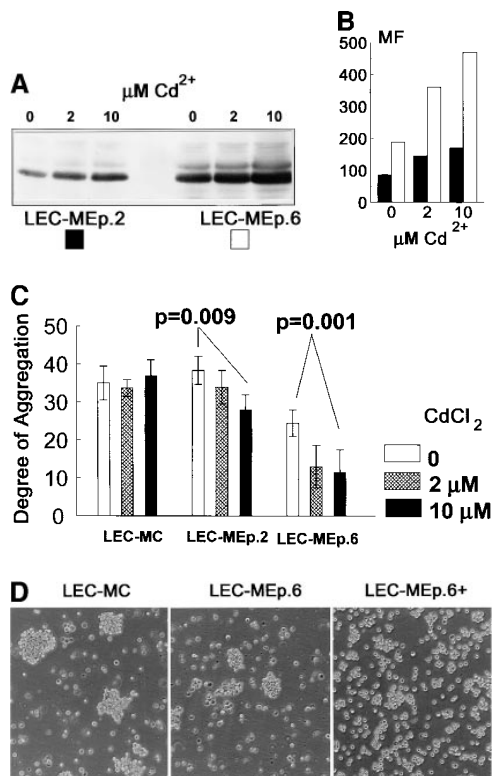 A
μM Cd2+
0 2 10 0 2 10
LEC-MEp.2 LEC-MEp.6
B
MF
500
400
300
200
100
0
0 2 10
μM Cd 2+
C
Degree of Aggregation
50
40
30
20
10
0
p=0.009
p=0.001
LEC-MC LEC-MEp.2 LEC-MEp.6
CdCl2
0
2 μM
10 μM
D
LEC-MC LEC-MEp.6 LEC-MEp.6+